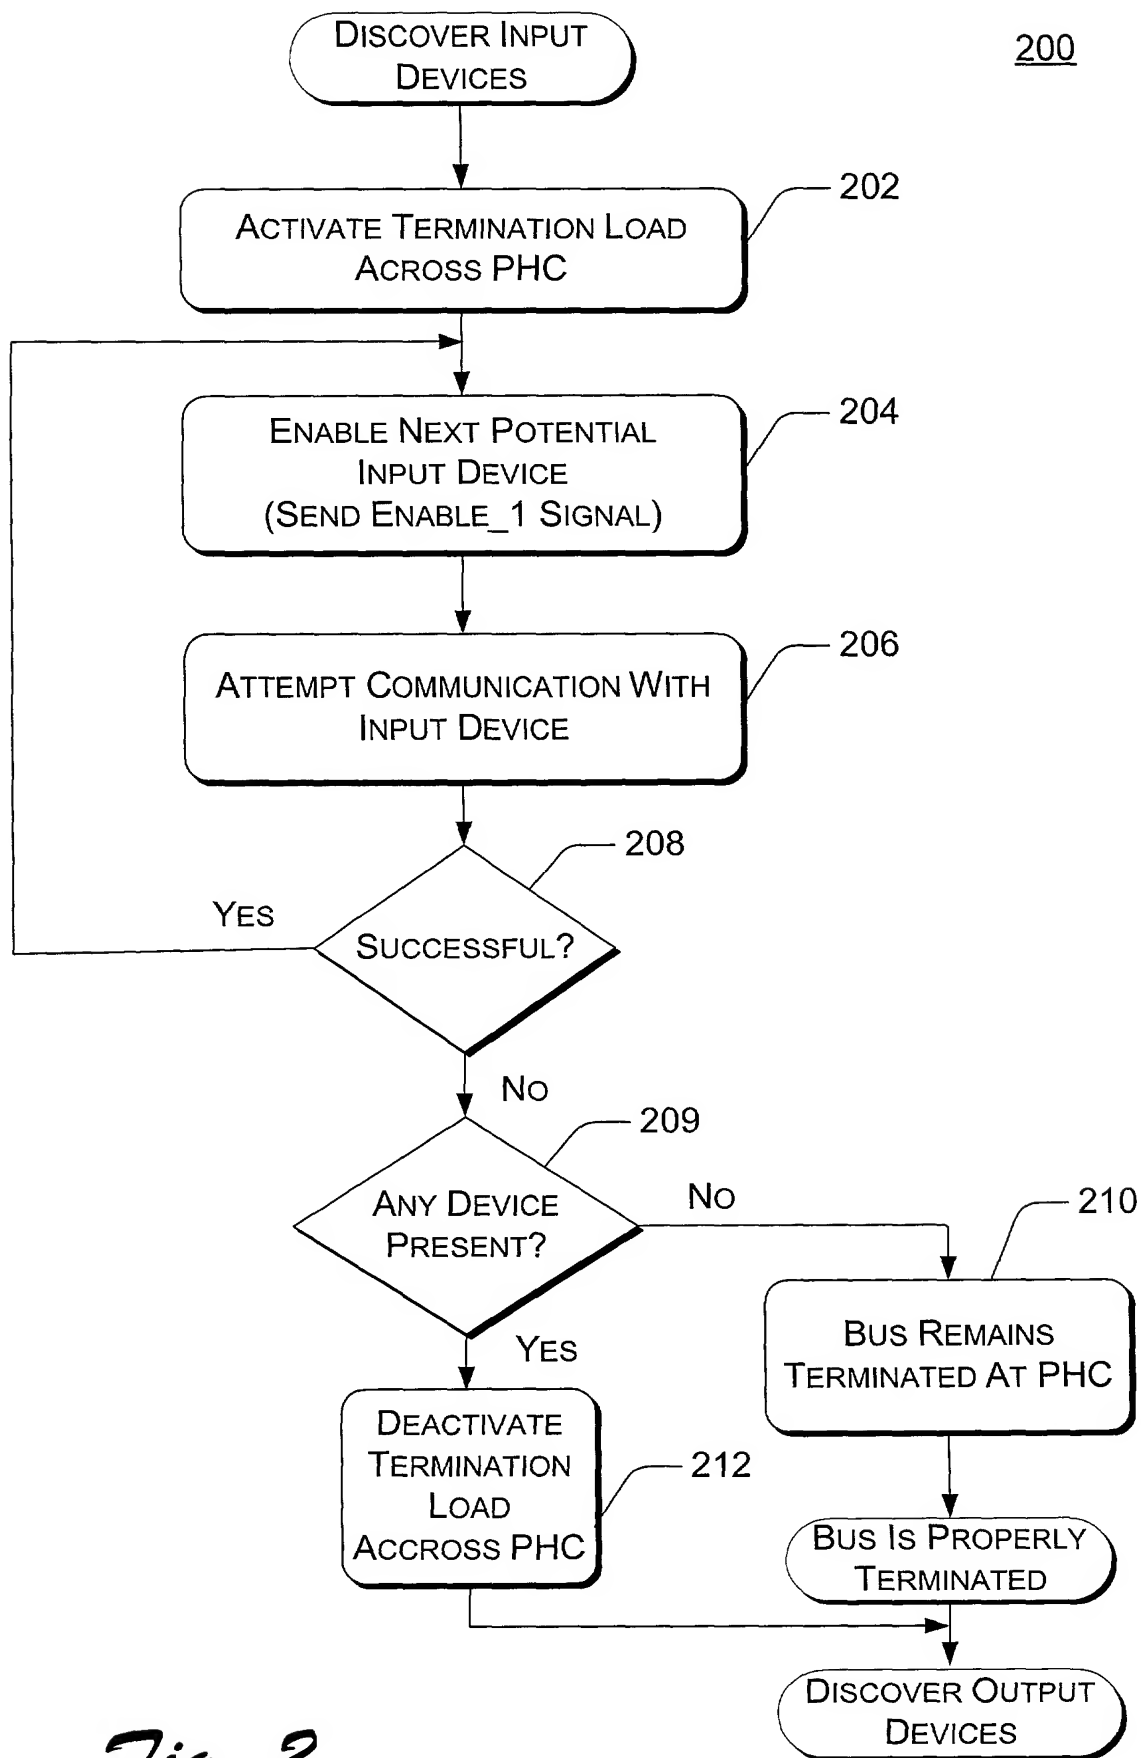 DISCOVER INPUT
DEVICES
200
202
ACTIVATE TERMINATION LOAD
ACROSS PHC
204
ENABLE NEXT POTENTIAL
INPUT DEVICE
(SEND ENABLE_1 SIGNAL)
206
ATTEMPT COMMUNICATION WITH
INPUT DEVICE
208
YES
SUCCESSFUL?
NO
209
ANY DEVICE
PRESENT?
NO
210
YES
BUS REMAINS
TERMINATED AT PHC
DEACTIVATE
TERMINATION
LOAD
ACCROSS PHC
212
BUS IS PROPERLY
TERMINATED
DISCOVER OUTPUT
DEVICES